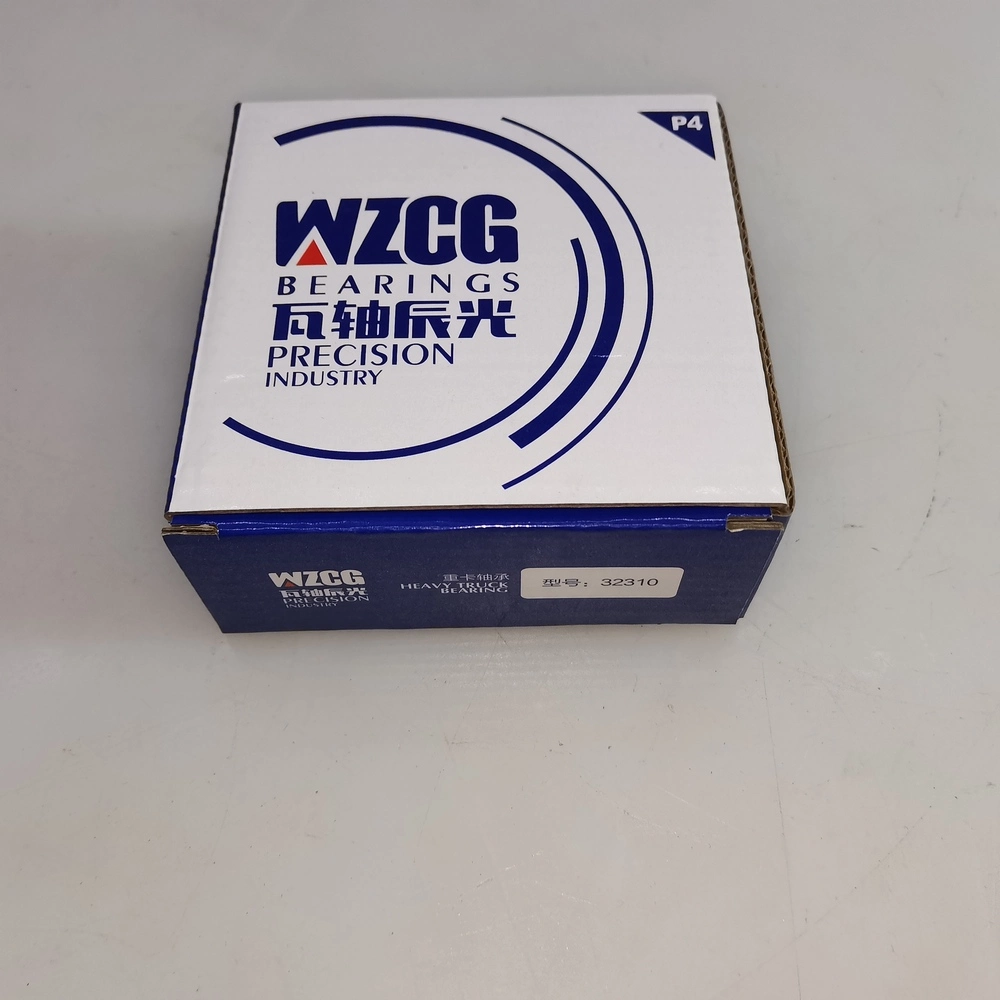 P4
WZCG
BEARINGS
瓦轴辰光
PRECISION
INDUSTRY
WZCG
瓦轴辰光
PRECISION
INDUSTRY
重卡轴承
HEAVY TRUCK
BEARING
型号：32310